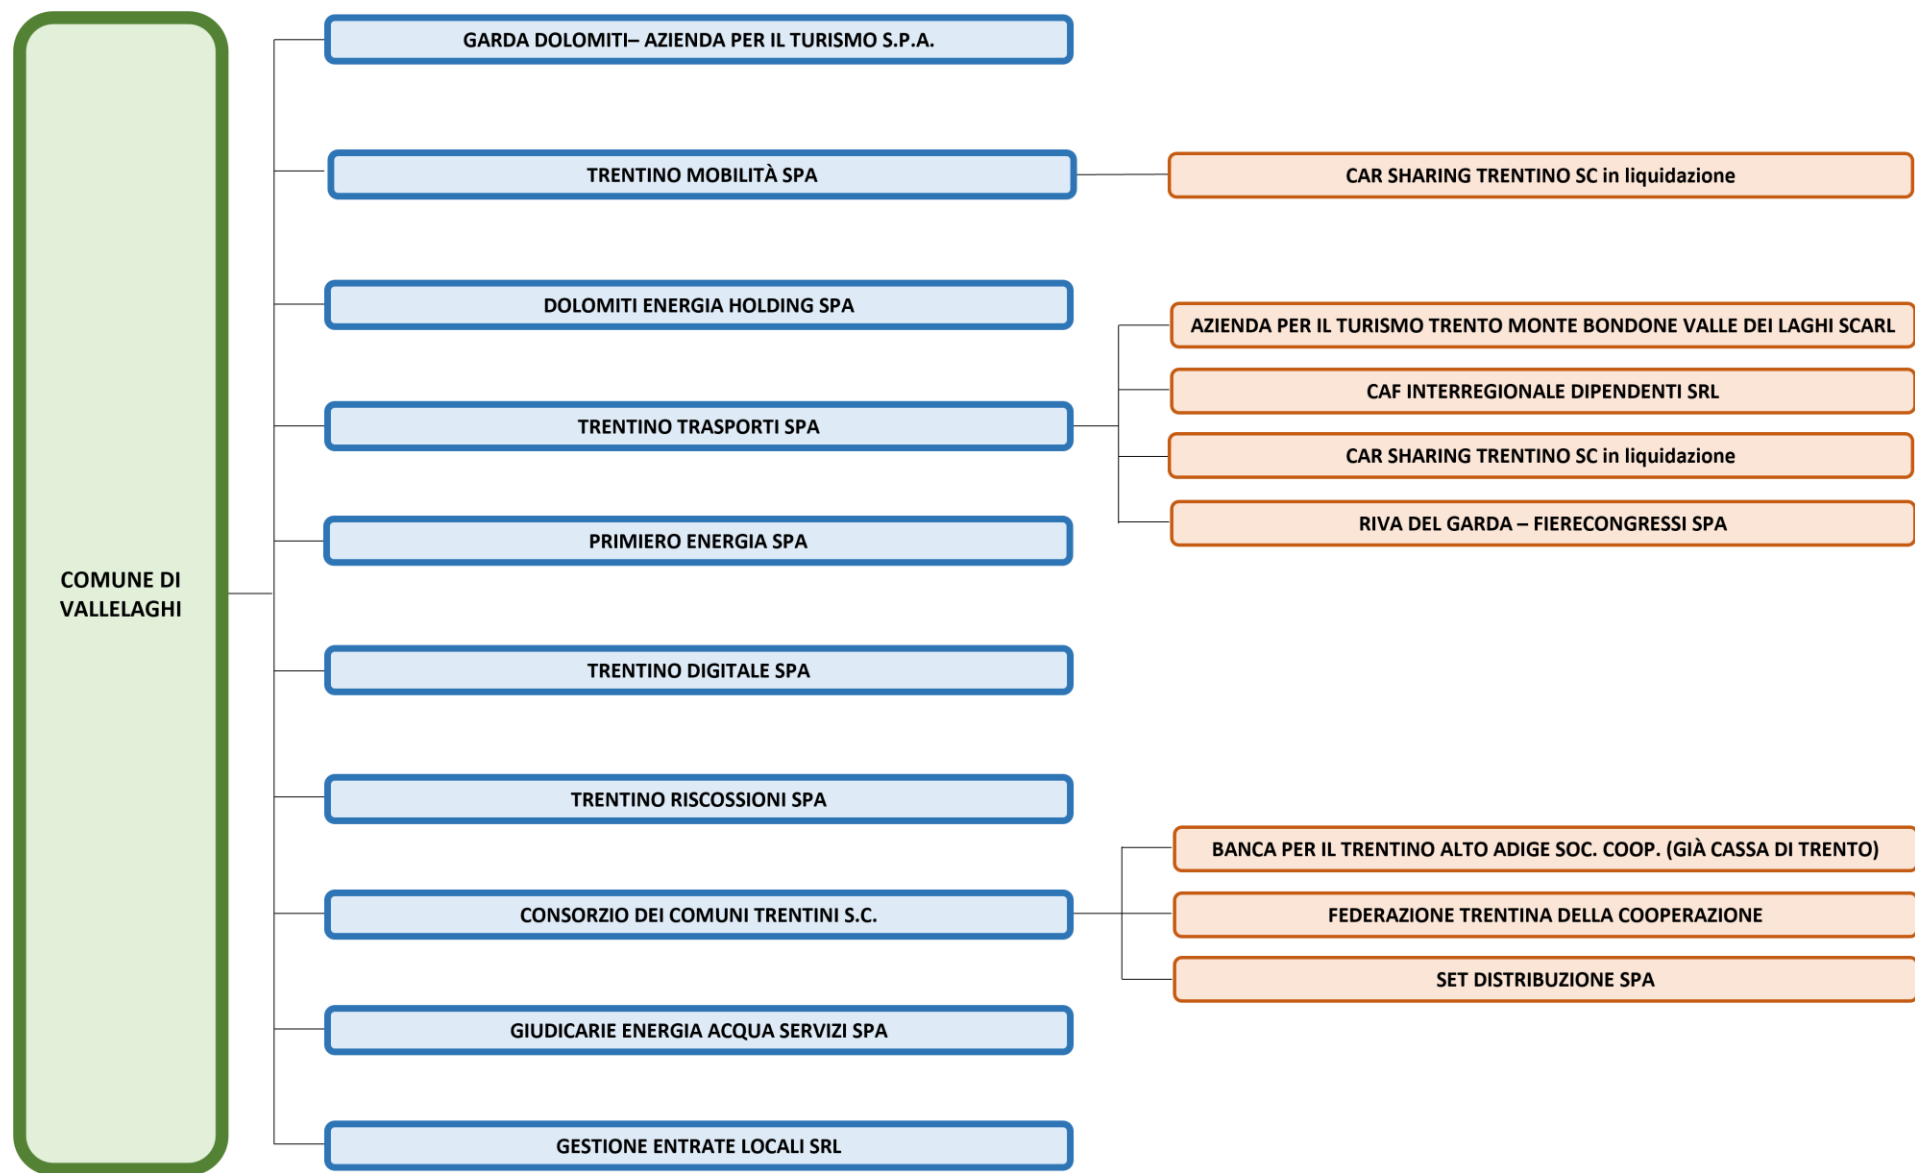 COMUNE DI
VALLELAGHI
GARDA DOLOMITI– AZIENDA PER IL TURISMO S.P.A.
TRENTINO MOBILITÀ SPA
CAR SHARING TRENTINO SC in liquidazione
DOLOMITI ENERGIA HOLDING SPA
TRENTINO TRASPORTI SPA
AZIENDA PER IL TURISMO TRENTO MONTE BONDONE VALLE DEI LAGHI SCARL
CAF INTERREGIONALE DIPENDENTI SRL
CAR SHARING TRENTINO SC in liquidazione
RIVA DEL GARDA – FIERECONGRESSI SPA
PRIMIERO ENERGIA SPA
TRENTINO DIGITALE SPA
TRENTINO RISCOSSIONI SPA
CONSORZIO DEI COMUNI TRENTINI S.C.
BANCA PER IL TRENTINO ALTO ADIGE SOC. COOP. (GIÀ CASSA DI TRENTO)
FEDERAZIONE TRENTINA DELLA COOPERAZIONE
SET DISTRIBUZIONE SPA
GIUDICARIE ENERGIA ACQUA SERVIZI SPA
GESTIONE ENTRATE LOCALI SRL